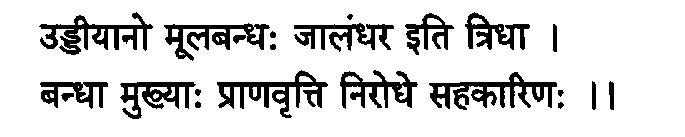 उड्डीयानो मूलबन्धः जालंधर इति त्रिधा ।
बन्धा मुख्याः प्राणवृत्ति निरोधे सहकारिणः ।।